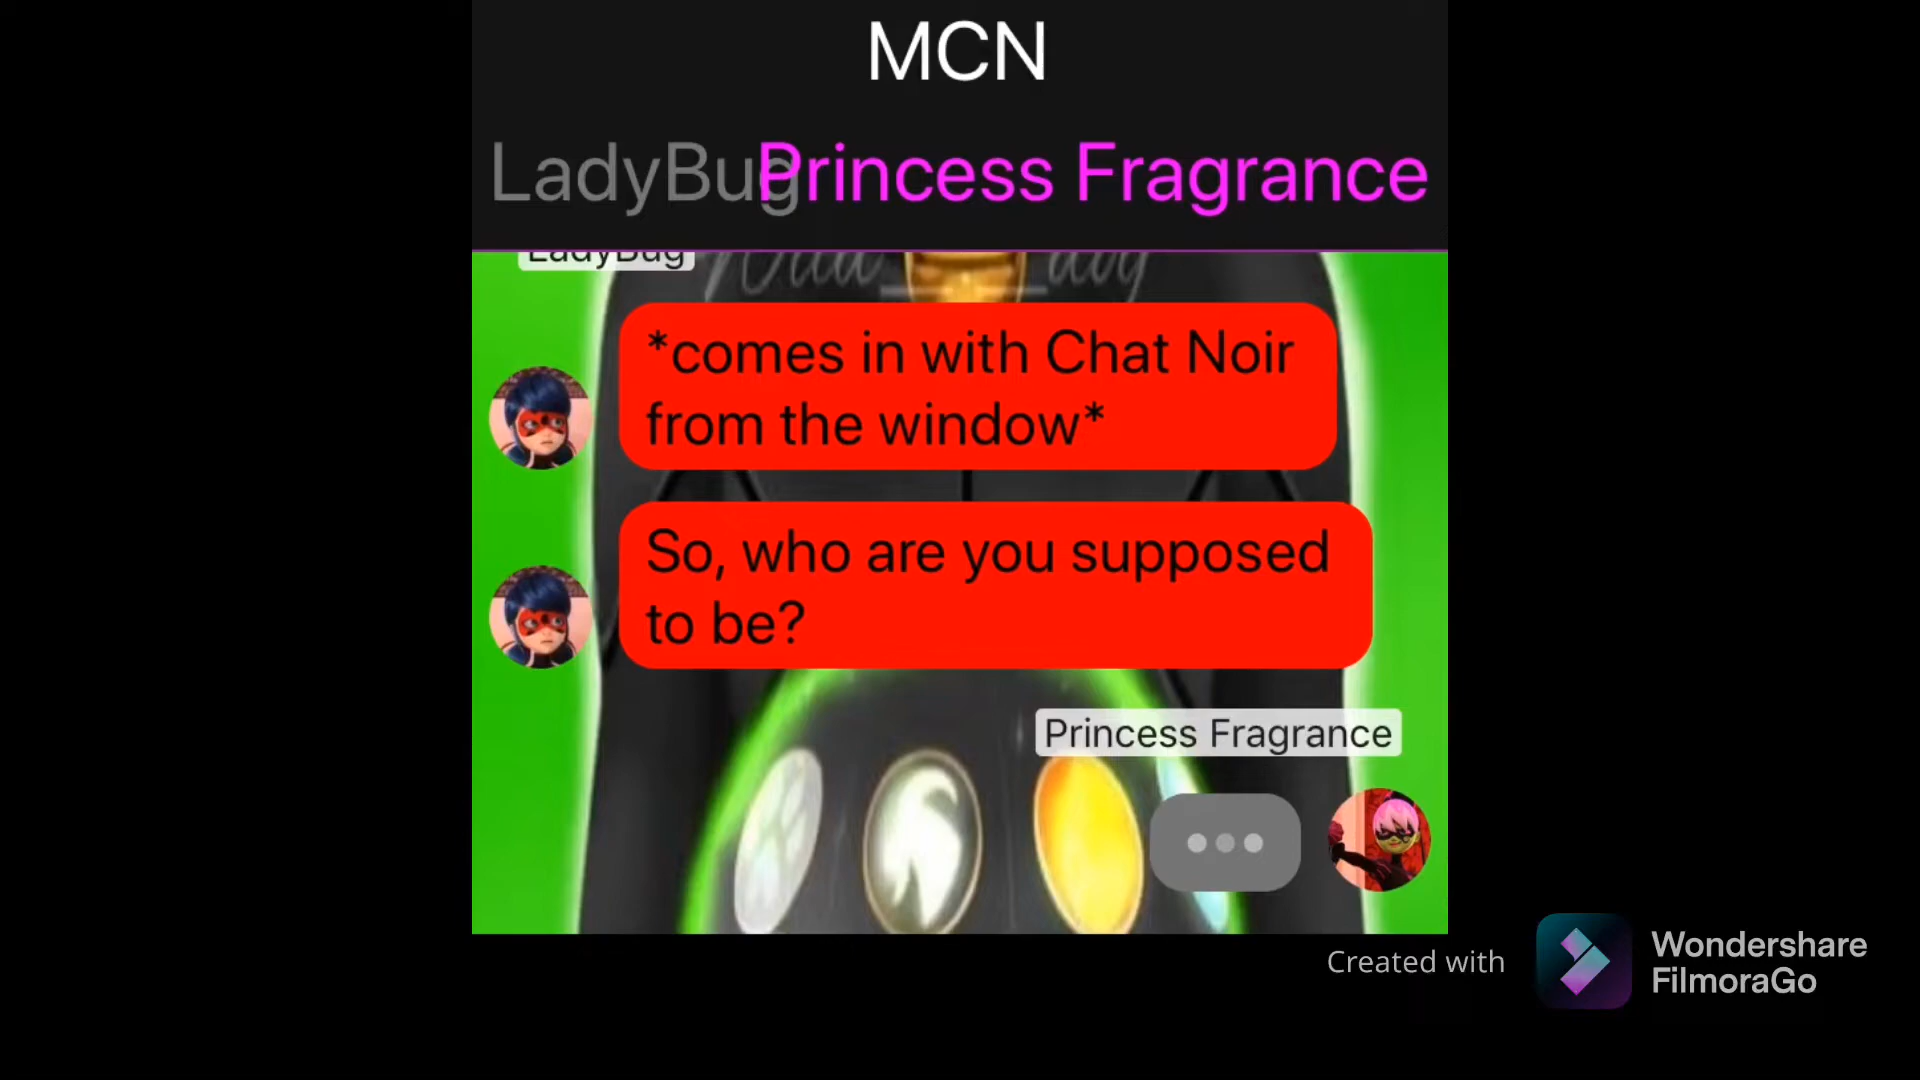 MCN
LadyBug
Princess Fragrance
LadyBug
*comes in with Chat Noir
from the window*
So, who are you supposed
to be?
Princess Fragrance
Created with
Wondershare
FilmoraGo